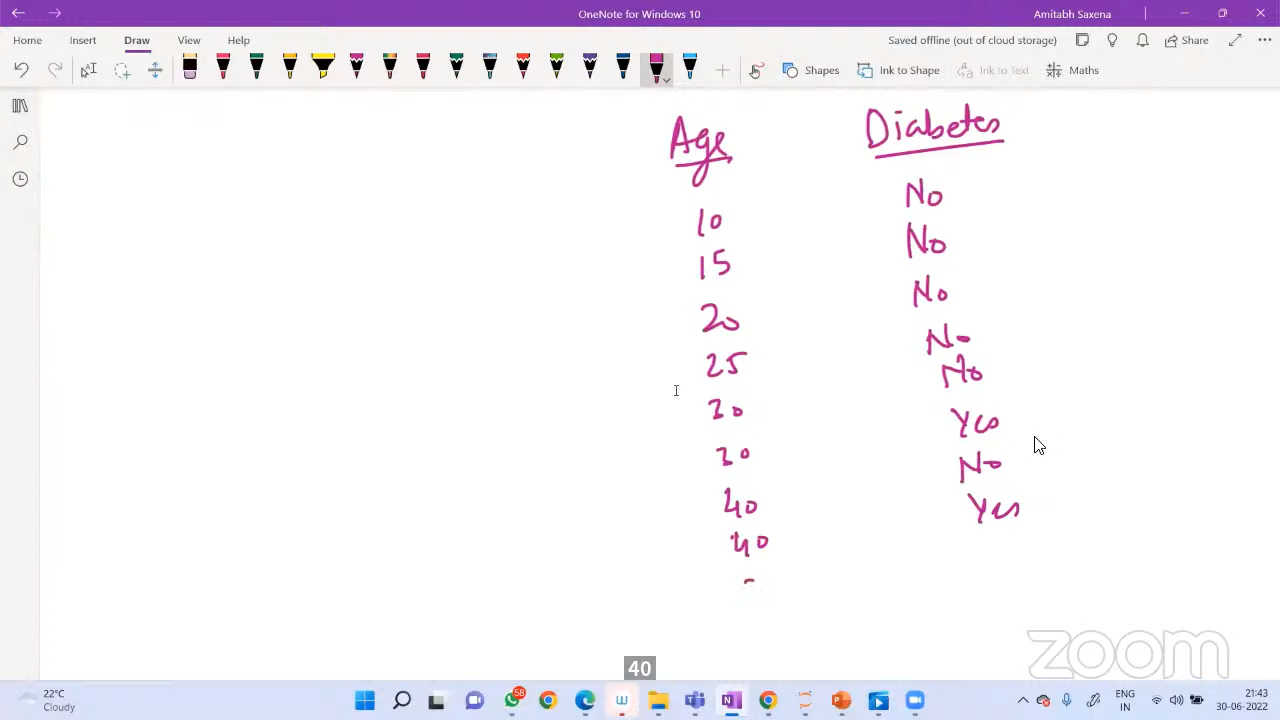 OneNote for Windows 10
Amitabh Saxena
Home Insert Draw View Help
Saved offline (out of cloud storage) Share
Shapes Ink to Shape Ink to Text Maths
Age Diabetes
10 No
15 No
20 No
25 No
30 No
30 Yes
40 No
40 Yes
40
zoom
22°C
Cloudy
58
ENG
IN
21:43
30-06-2022